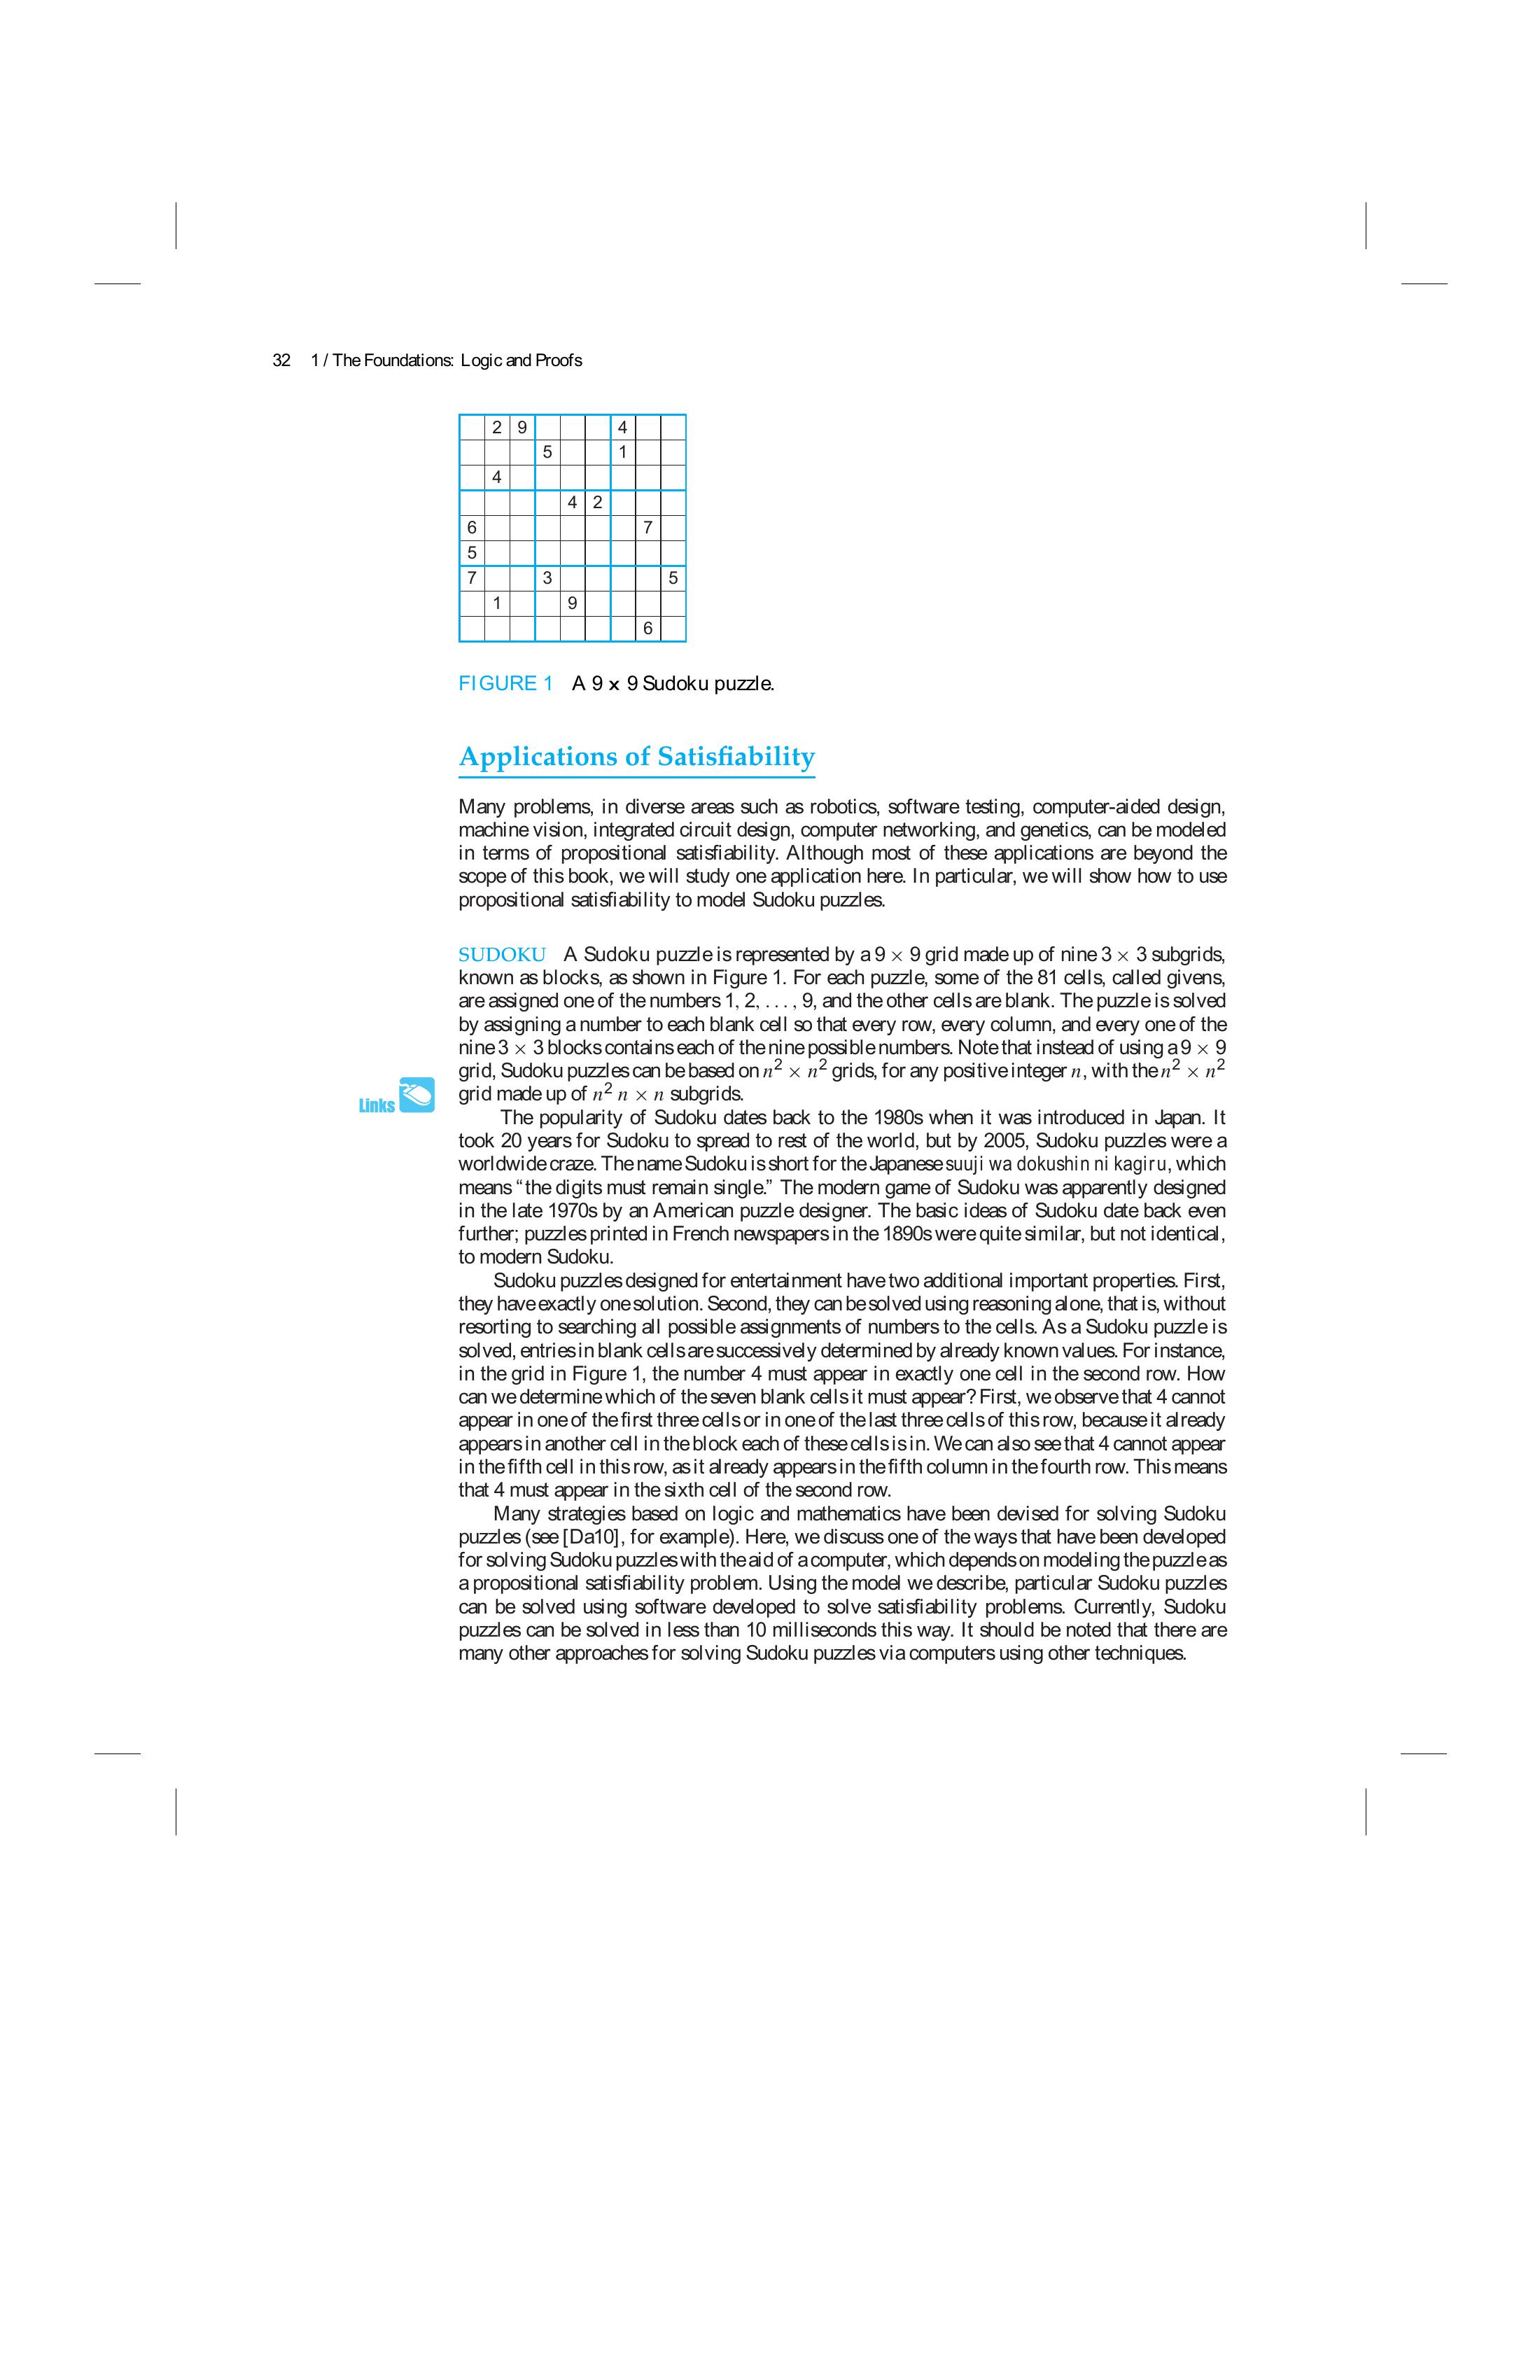 32 1 / The Foundations: Logic and Proofs
2 9 4
5 1
4
4 2
6 7
5
7 3 5
1 9
6
FIGURE 1 A 9 x 9 Sudoku puzzle.
Applications of Satisfiability
Many problems, in diverse areas such as robotics, software testing, computer-aided design,
machine vision, integrated circuit design, computer networking, and genetics, can be modeled
in terms of propositional satisfiability. Although most of these applications are beyond the
scope of this book, we will study one application here. In particular, we will show how to use
propositional satisfiability to model Sudoku puzzles.
SUDOKU A Sudoku puzzle is represented by a 9 × 9 grid made up of nine 3 × 3 subgrids,
known as blocks, as shown in Figure 1. For each puzzle, some of the 81 cells, called givens,
are assigned one of the numbers 1, 2, . . . , 9, and the other cells are blank. The puzzle is solved
by assigning a number to each blank cell so that every row, every column, and every one of the
nine 3 × 3 blocks contains each of the nine possible numbers. Note that instead of using a 9 × 9
grid, Sudoku puzzles can be based on n² × n² grids, for any positive integer n, with the n² × n²
grid made up of n² n × n subgrids.
Links
The popularity of Sudoku dates back to the 1980s when it was introduced in Japan. It
took 20 years for Sudoku to spread to rest of the world, but by 2005, Sudoku puzzles were a
worldwide craze. The name Sudoku is short for the Japanese suuji wa dokushin ni kagiru, which
means “the digits must remain single.” The modern game of Sudoku was apparently designed
in the late 1970s by an American puzzle designer. The basic ideas of Sudoku date back even
further; puzzles printed in French newspapers in the 1890s were quite similar, but not identical,
to modern Sudoku.
Sudoku puzzles designed for entertainment have two additional important properties. First,
they have exactly one solution. Second, they can be solved using reasoning alone, that is, without
resorting to searching all possible assignments of numbers to the cells. As a Sudoku puzzle is
solved, entries in blank cells are successively determined by already known values. For instance,
in the grid in Figure 1, the number 4 must appear in exactly one cell in the second row. How
can we determine which of the seven blank cells it must appear? First, we observe that 4 cannot
appear in one of the first three cells or in one of the last three cells of this row, because it already
appears in another cell in the block each of these cells is in. We can also see that 4 cannot appear
in the fifth cell in this row, as it already appears in the fifth column in the fourth row. This means
that 4 must appear in the sixth cell of the second row.
Many strategies based on logic and mathematics have been devised for solving Sudoku
puzzles (see [Da10], for example). Here, we discuss one of the ways that have been developed
for solving Sudoku puzzles with the aid of a computer, which depends on modeling the puzzle as
a propositional satisfiability problem. Using the model we describe, particular Sudoku puzzles
can be solved using software developed to solve satisfiability problems. Currently, Sudoku
puzzles can be solved in less than 10 milliseconds this way. It should be noted that there are
many other approaches for solving Sudoku puzzles via computers using other techniques.